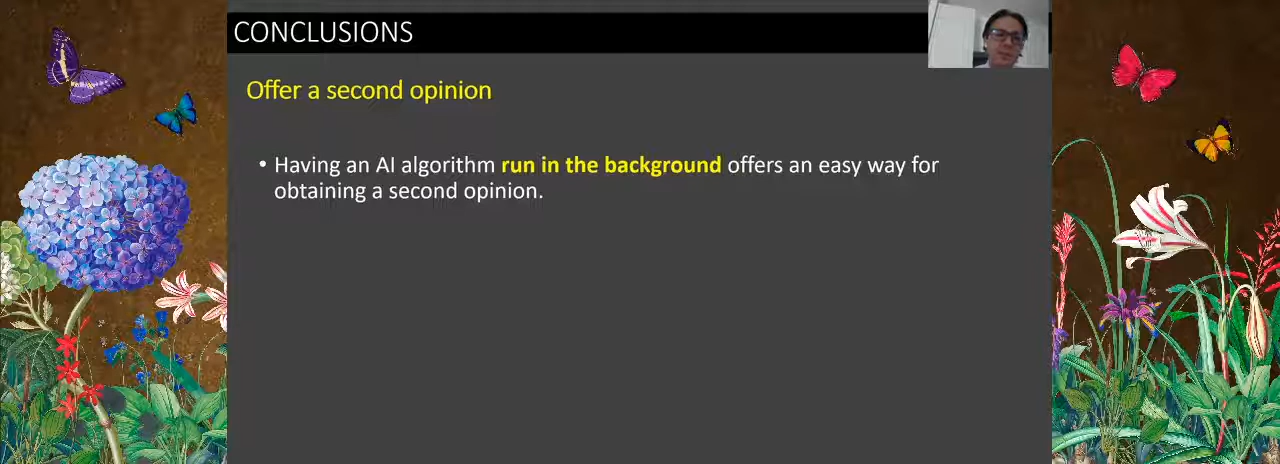 CONCLUSIONS
Offer a second opinion
• Having an AI algorithm run in the background offers an easy way for
obtaining a second opinion.